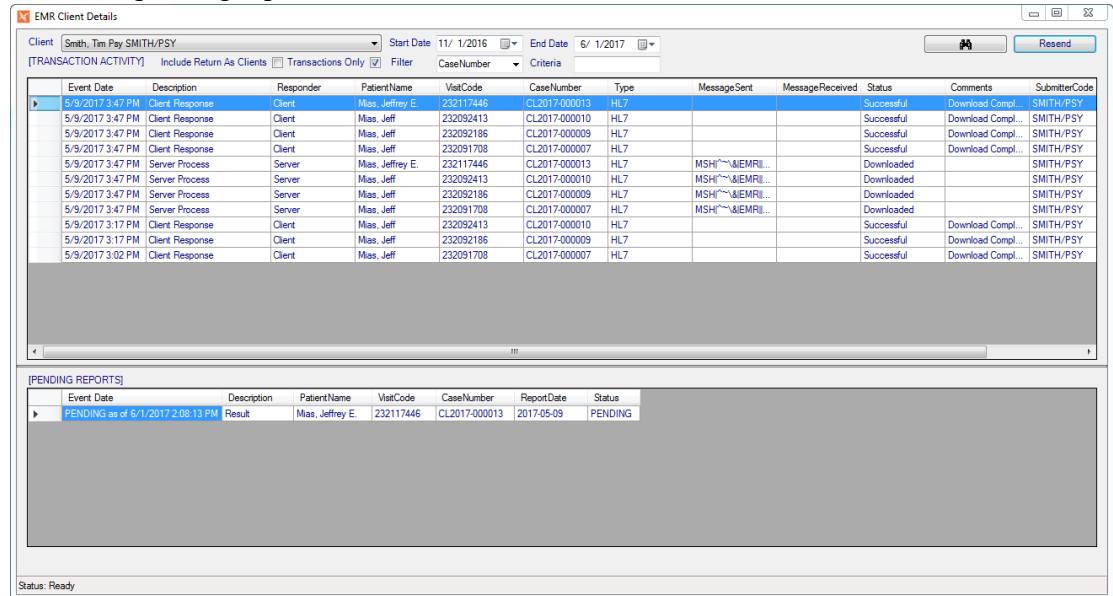 EMR Client Details
Client Smith, Tim Psy SMITH/PSY Start Date 11/ 1/2016 End Date 6/ 1/2017 Resend
[TRANSACTION ACTIVITY] Include Return As Clients Transactions Only Filter CaseNumber Criteria
Event Date Description Responder PatientName VisitCode CaseNumber Type MessageSent MessageReceived Status Comments SubmitterCode
5/9/2017 3:47 PM Client Response Client Mias, Jeffrey E. 232117446 CL2017-000013 HL7 Successful Download Compl... SMITH/PSY
5/9/2017 3:47 PM Client Response Client Mias, Jeff 232092413 CL2017-000010 HL7 Successful Download Compl... SMITH/PSY
5/9/2017 3:47 PM Client Response Client Mias, Jeff 232092186 CL2017-000009 HL7 Successful Download Compl... SMITH/PSY
5/9/2017 3:47 PM Client Response Client Mias, Jeff 232091708 CL2017-000007 HL7 Successful Download Compl... SMITH/PSY
5/9/2017 3:47 PM Server Process Server Mias, Jeffrey E. 232117446 CL2017-000013 HL7 MSH|^~\&|EMR||... Downloaded SMITH/PSY
5/9/2017 3:47 PM Server Process Server Mias, Jeff 232092413 CL2017-000010 HL7 MSH|^~\&|EMR||... Downloaded SMITH/PSY
5/9/2017 3:47 PM Server Process Server Mias, Jeff 232092186 CL2017-000009 HL7 MSH|^~\&|EMR||... Downloaded SMITH/PSY
5/9/2017 3:47 PM Server Process Server Mias, Jeff 232091708 CL2017-000007 HL7 MSH|^~\&|EMR||... Downloaded SMITH/PSY
5/9/2017 3:17 PM Client Response Client Mias, Jeff 232092413 CL2017-000010 HL7 Successful Download Compl... SMITH/PSY
5/9/2017 3:17 PM Client Response Client Mias, Jeff 232092186 CL2017-000009 HL7 Successful Download Compl... SMITH/PSY
5/9/2017 3:02 PM Client Response Client Mias, Jeff 232091708 CL2017-000007 HL7 Successful Download Compl... SMITH/PSY
[PENDING REPORTS]
Event Date Description PatientName VisitCode CaseNumber ReportDate Status
PENDING as of 6/1/2017 2:08:13 PM Result Mias, Jeffrey E. 232117446 CL2017-000013 2017-05-09 PENDING
Status: Ready